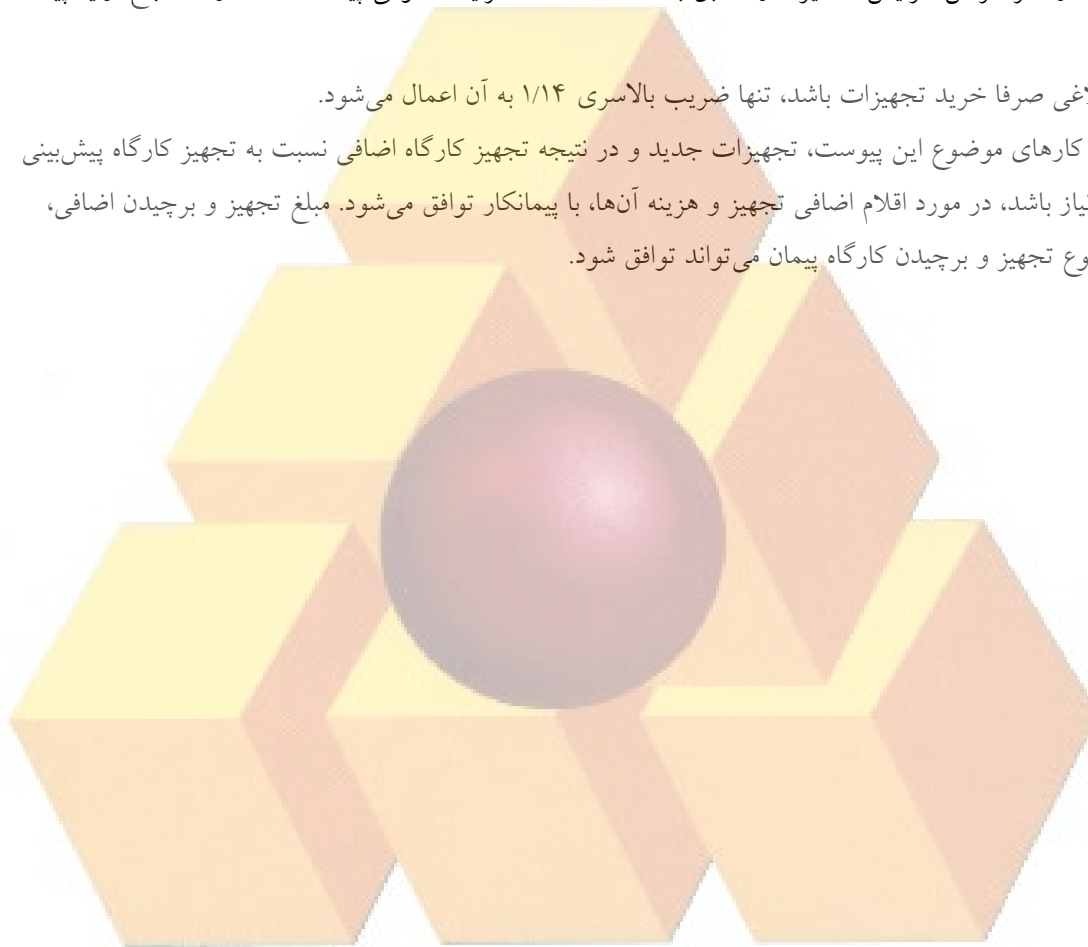 لاغی صرفا خرید تجهیزات باشد، تنها ضریب بالاسری ۱/۱۴ به آن اعمال می‌شود.
کارهای موضوع این پیوست، تجهیزات جدید و در نتیجه تجهیز کارگاه اضافی نسبت به تجهیز کارگاه پیش‌بینی
نیاز باشد، در مورد اقلام اضافی تجهیز و هزینه آن‌ها، با پیمانکار توافق می‌شود. مبلغ تجهیز و برچیدن اضافی،
وع تجهیز و برچیدن کارگاه پیمان می‌تواند توافق شود.